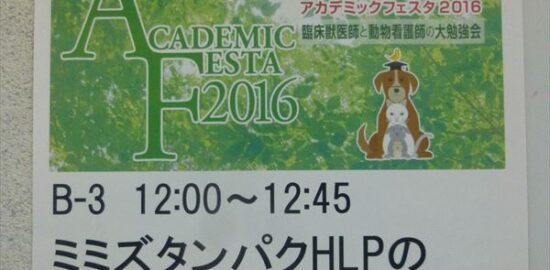 ACADEMIC
FESTA
2016
アカデミックフェスタ2016
臨床獣医師と動物看護師の大勉強会
B-3 12:00～12:45
ミミズタンパクHLPの